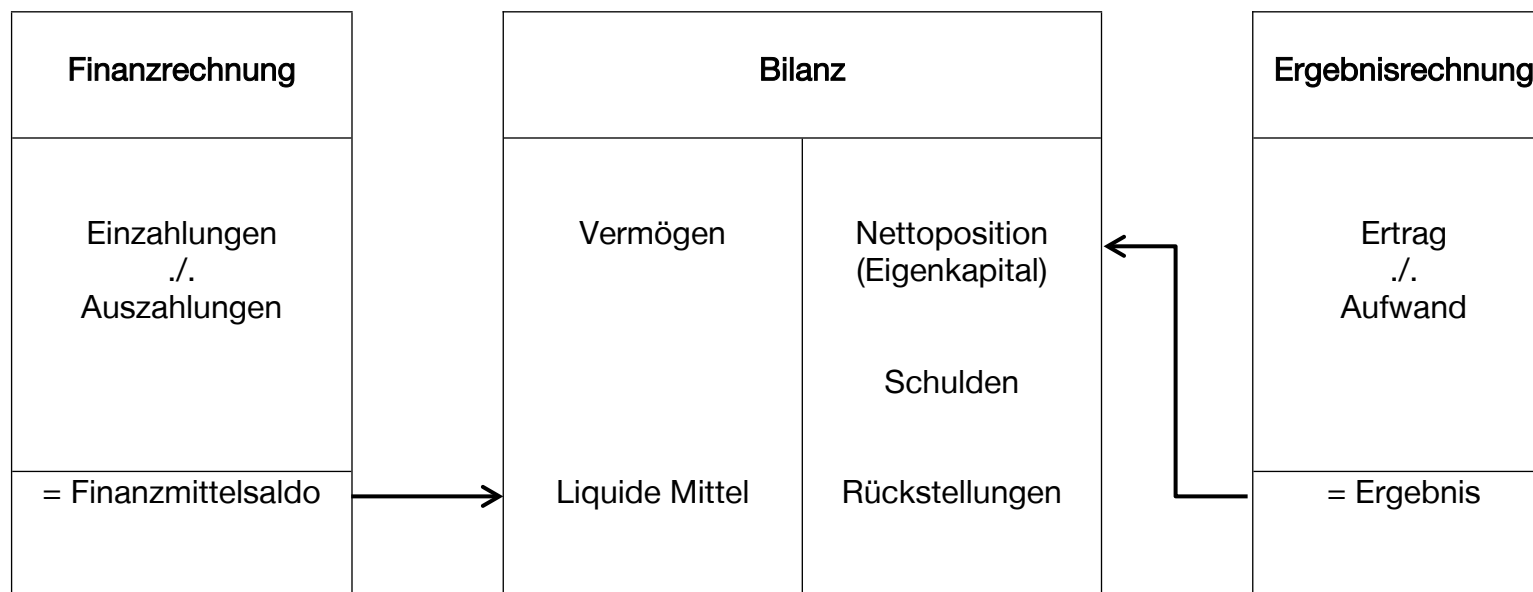 Finanzrechnung
Einzahlungen
./.
Auszahlungen
= Finanzmittelsaldo
Bilanz
Vermögen
Liquide Mittel
Nettoposition
(Eigenkapital)
Schulden
Rückstellungen
Ergebnisrechnung
Ertrag
./.
Aufwand
= Ergebnis